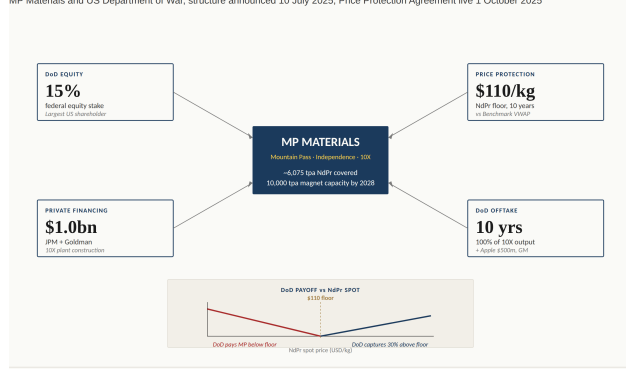 MP Materials and US Department of War, structure announced 10 July 2025, Price Protection Agreement live 1 October 2025
DoD EQUITY
15%
federal equity stake
Largest US shareholder
PRICE PROTECTION
$110/kg
NdPr floor, 10 years
vs Benchmark VWAP
MP MATERIALS
Mountain Pass · Independence · 10X
~6,075 tpa NdPr covered
10,000 tpa magnet capacity by 2028
PRIVATE FINANCING
$1.0bn
JPM + Goldman
10X plant construction
DoD OFFTAKE
10 yrs
100% of 10X output
+ Apple $500m, GM
DoD PAYOFF vs NdPr SPOT
$110 floor
DoD pays MP below floor
DoD captures 30% above floor
NdPr spot price (USD/kg)